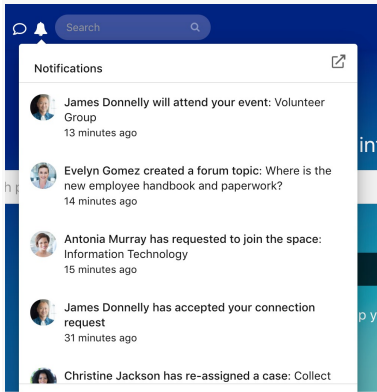 Search
Notifications
James Donnelly will attend your event: Volunteer
Group
13 minutes ago
Evelyn Gomez created a forum topic: Where is the
new employee handbook and paperwork?
14 minutes ago
Antonia Murray has requested to join the space:
Information Technology
15 minutes ago
James Donnelly has accepted your connection
request
31 minutes ago
Christine Jackson has re-assigned a case: Collect